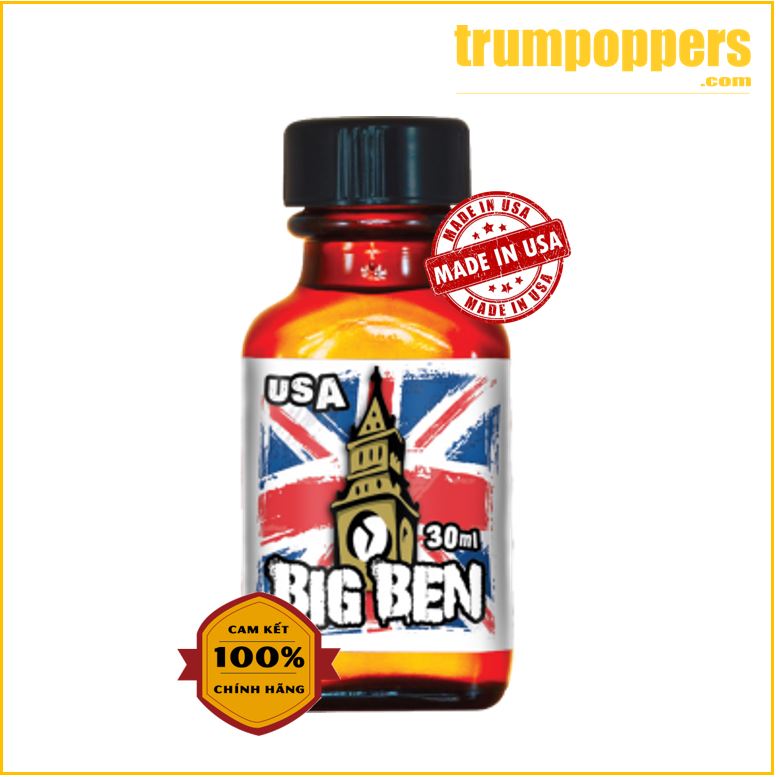 trumpoppers
.com
MADE IN USA
MADE IN USA
MADE IN USA
USA
30ml
BIG BEN
CAM KẾT
100%
CHÍNH HÃNG